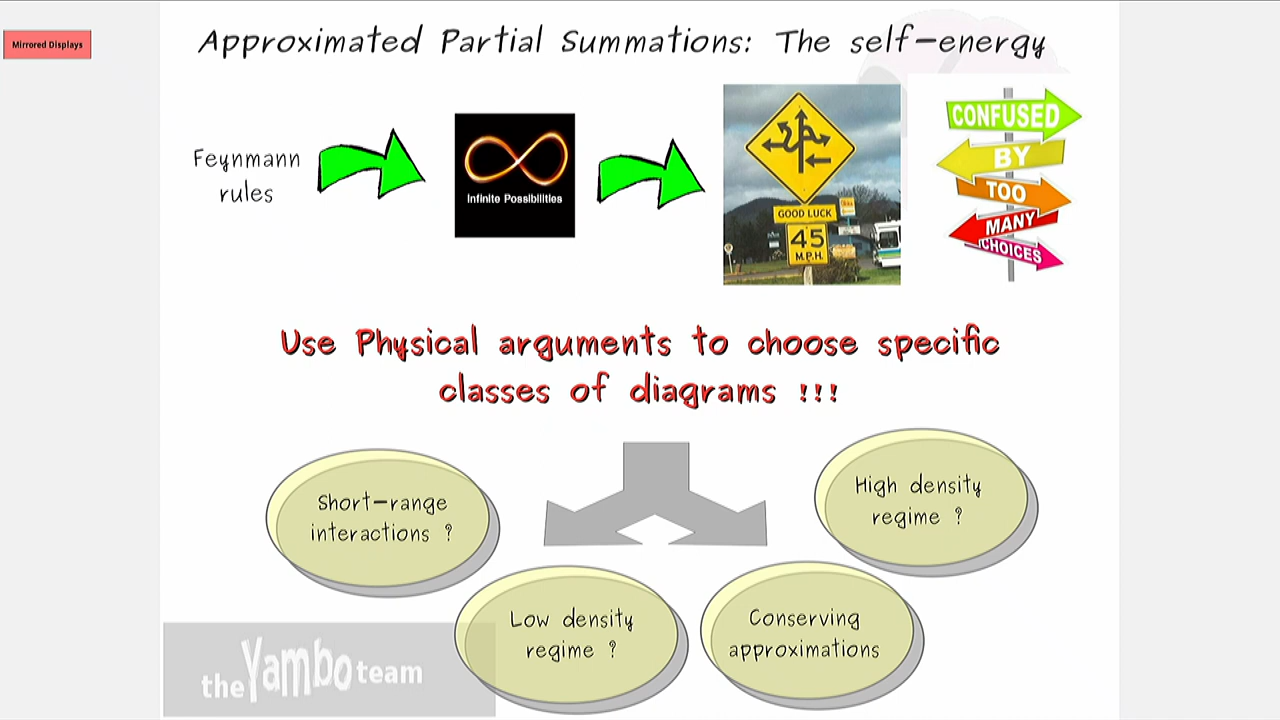 Mirrored Displays
Approximated Partial Summations: The self-energy
Feynmann
rules
Infinite Possibilities
GOOD LUCK
45
M.P.H.
CONFUSED
BY
TOO
MANY
CHOICES
Use Physical arguments to choose specific
classes of diagrams !!!
Short-range
interactions ?
High density
regime ?
Low density
regime ?
Conserving
approximations
the Yambo team